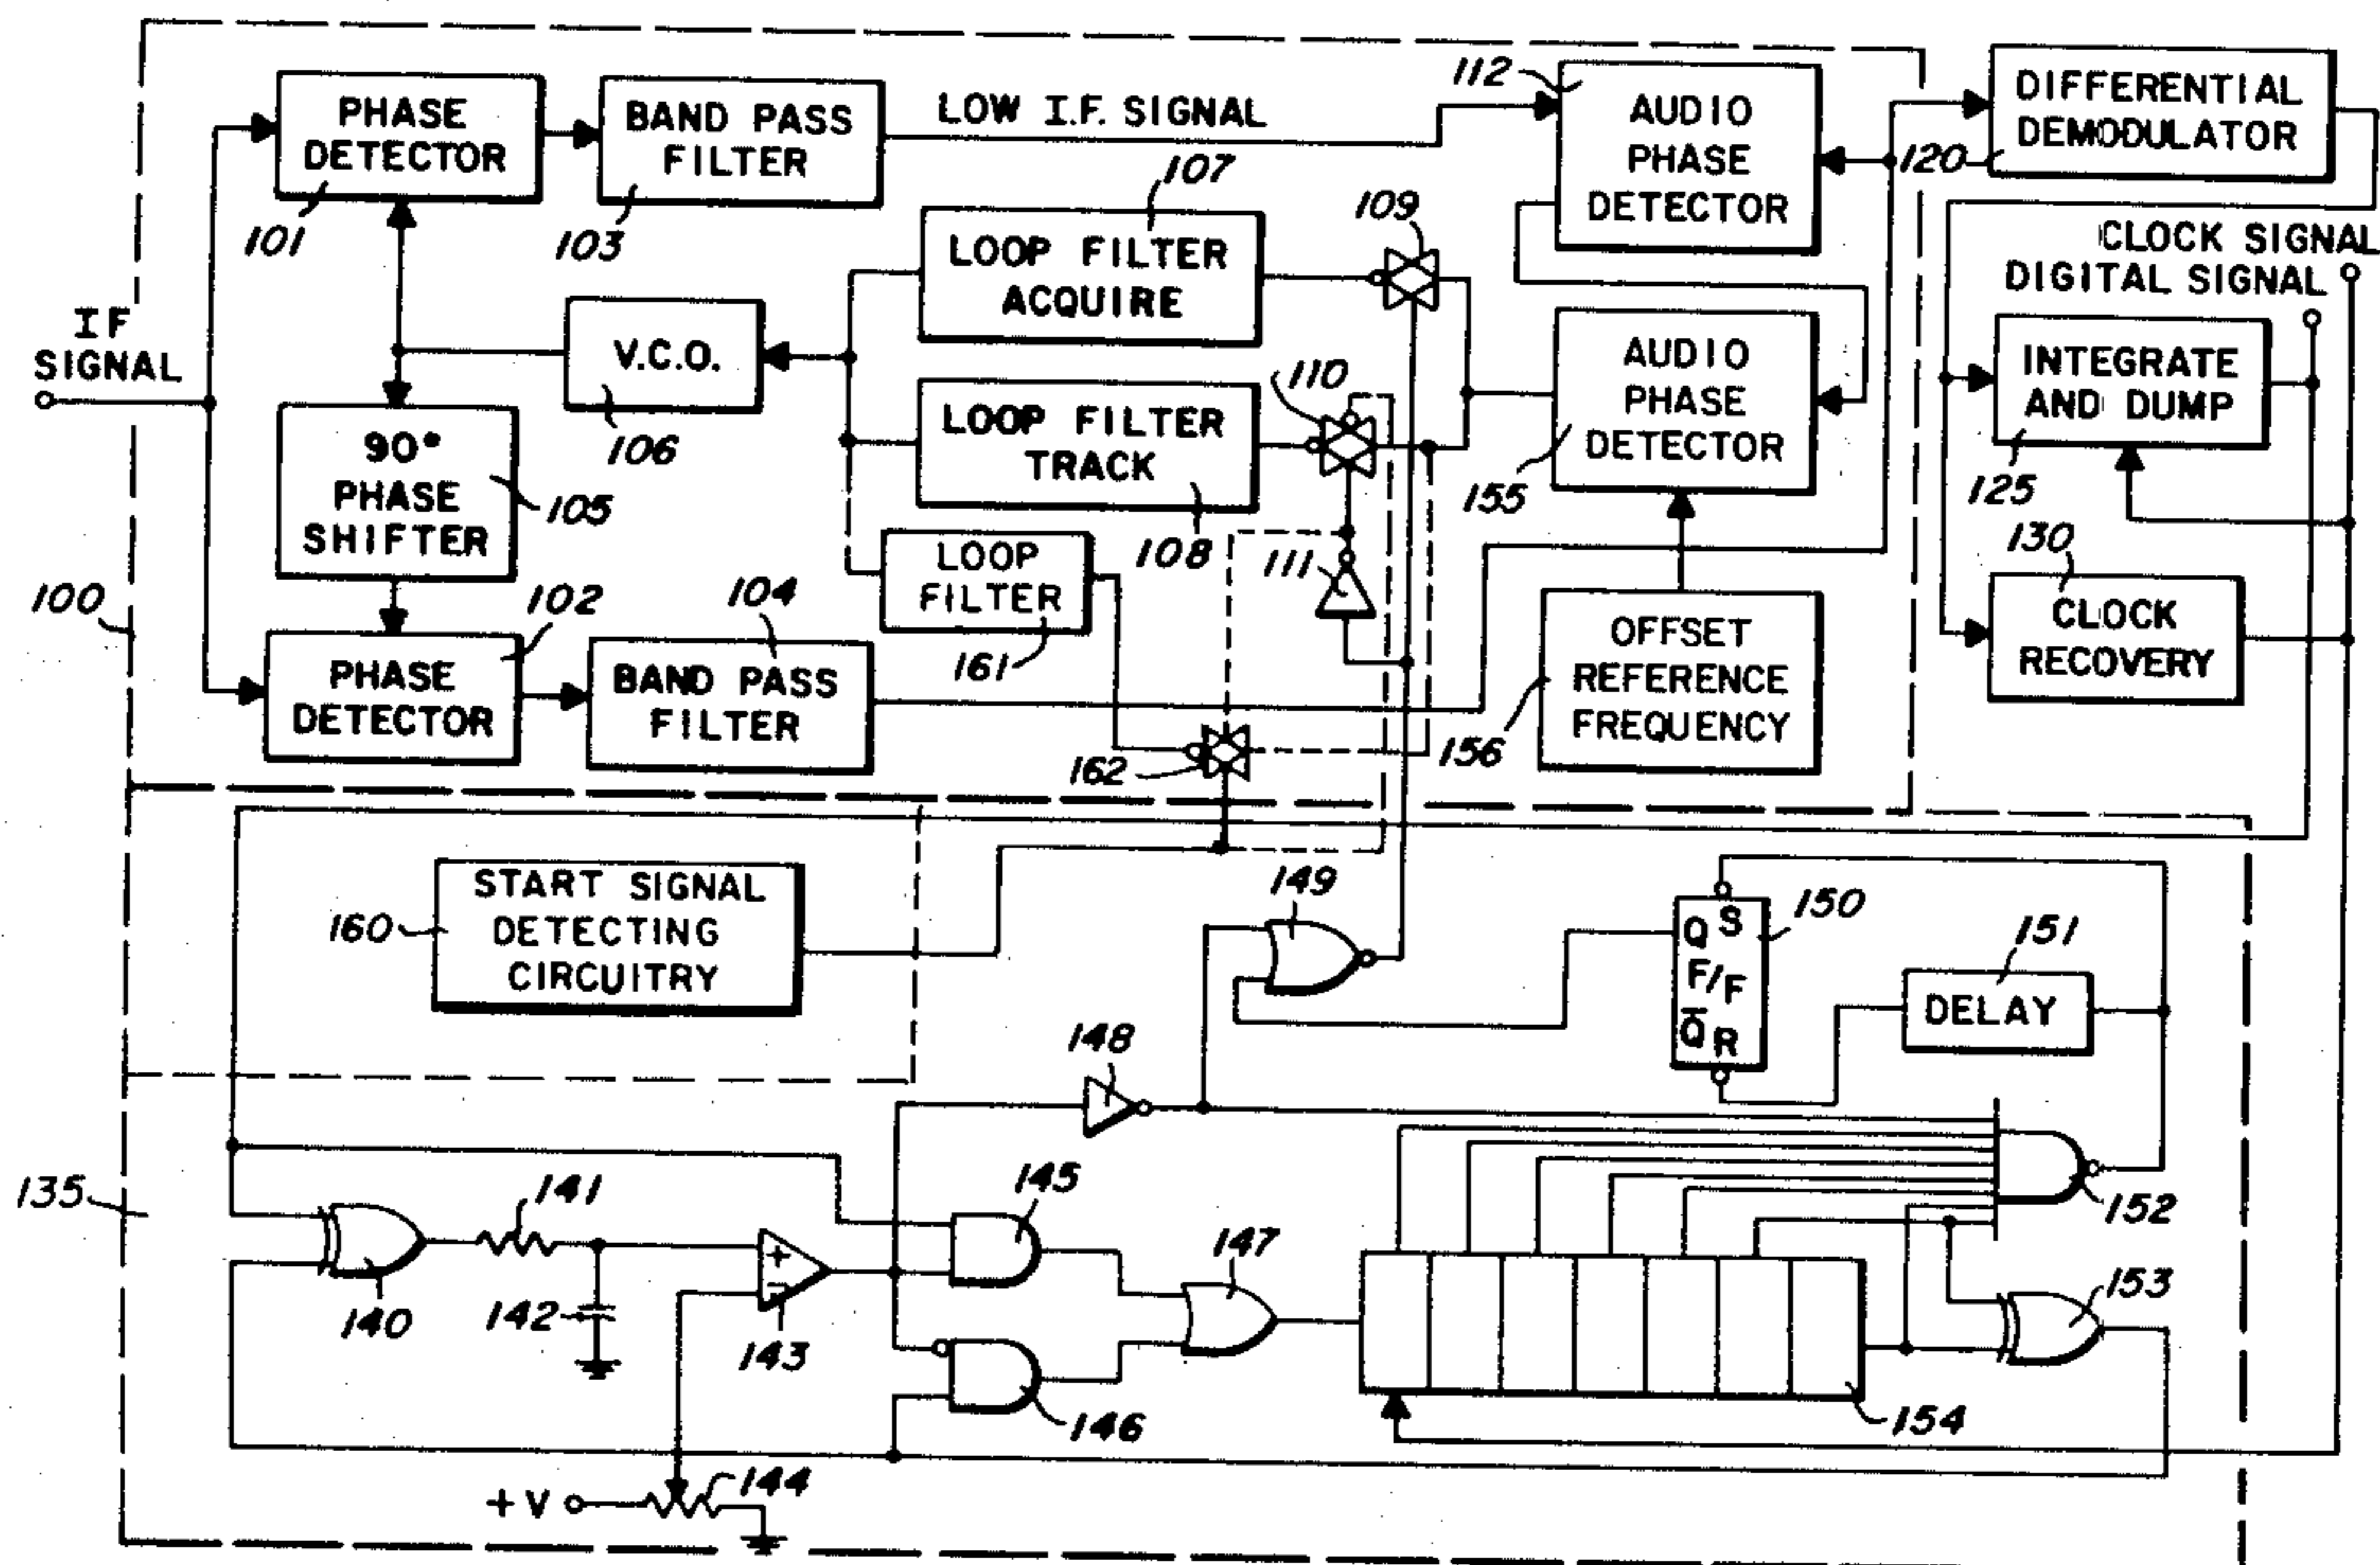 PHASE
DETECTOR
101
BAND PASS
FILTER
103
LOW I.F. SIGNAL
112
AUDIO
PHASE
DETECTOR
DIFFERENTIAL
DEMODULATOR
120
107
LOOP FILTER
ACQUIRE
109
CLOCK SIGNAL
DIGITAL SIGNAL
IF
SIGNAL
V.C.O.
106
110
LOOP FILTER
TRACK
108
AUDIO
PHASE
DETECTOR
155
INTEGRATE
AND DUMP
125
90°
PHASE
SHIFTER
105
LOOP
FILTER
161
111
130
CLOCK
RECOVERY
100
102
PHASE
DETECTOR
104
BAND PASS
FILTER
162
OFFSET
REFERENCE
FREQUENCY
156
START SIGNAL
DETECTING
CIRCUITRY
160
149
Q S
F/F
Q̅ R
150
151
DELAY
148
152
135
141
145
140
142
+
-
143
147
153
146
154
+V
144